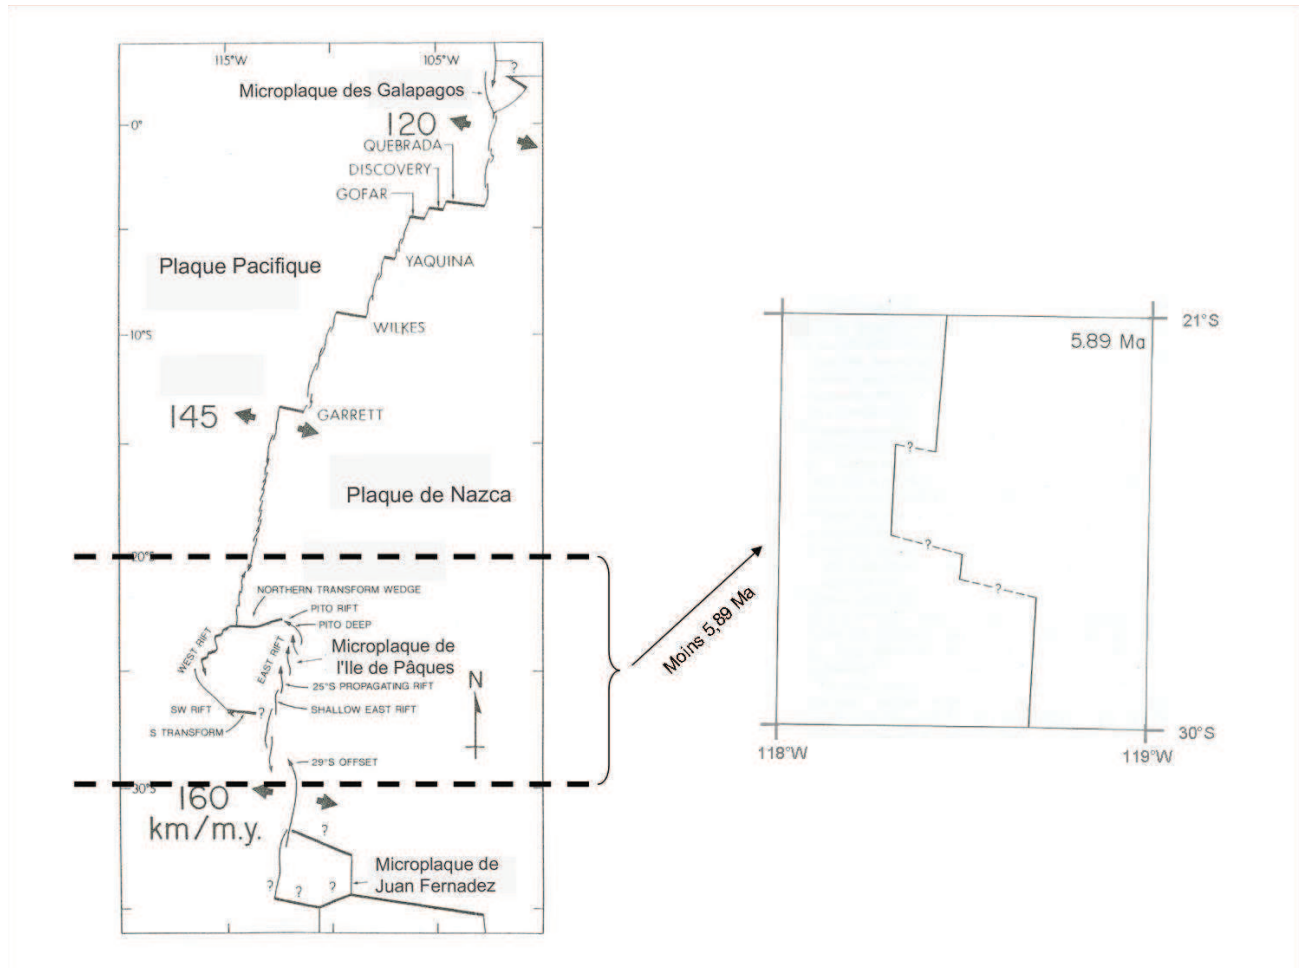 115°W
105°W
?
Microplaque des Galapagos
0°
120
QUEBRADA
DISCOVERY
GOFAR
Plaque Pacifique
YAQUINA
WILKES
10°S
145
GARRETT
Plaque de Nazca
20°S
NORTHERN TRANSFORM WEDGE
PITO RIFT
PITO DEEP
WEST RIFT
EAST RIFT
Microplaque de
l'Ile de Pâques
25°S PROPAGATING RIFT
N
SW RIFT
?
SHALLOW EAST RIFT
S TRANSFORM
29°S OFFSET
30°S
160
km/m.y.
?
Microplaque de
Juan Fernadez
?
?
?
Moins 5,89 Ma
21°S
5.89 Ma
?
?
?
30°S
118°W
119°W